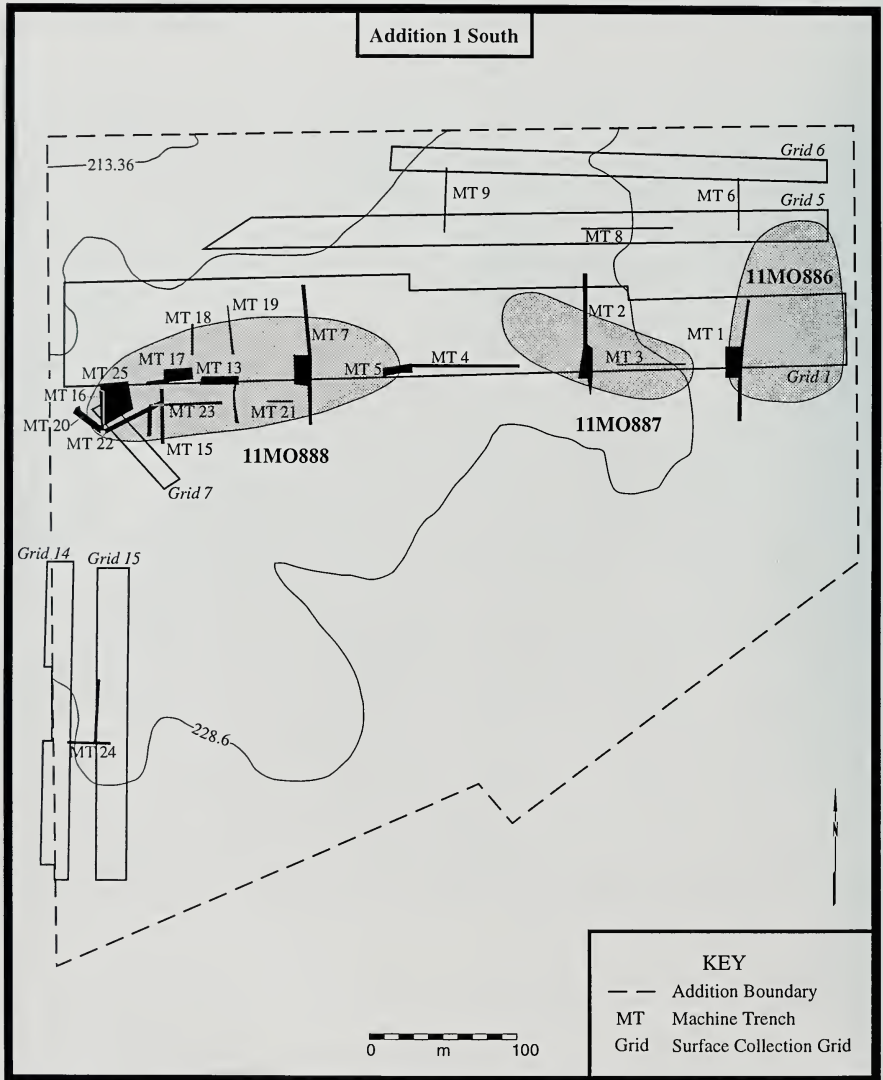 Addition 1 South
213.36
Grid 6
MT 9
MT 6
Grid 5
MT 8
11MO886
MT 19
MT 18
MT 7
MT 2
MT 1
MT 17
MT 13
MT 5
MT 4
MT 3
MT 25
Grid 1
MT 16
MT 23
MT 21
MT 20
MT 22
MT 15
11MO888
11MO887
Grid 7
Grid 14
Grid 15
MT 24
228.6
N
KEY
Addition Boundary
MT Machine Trench
Grid Surface Collection Grid
0 m 100